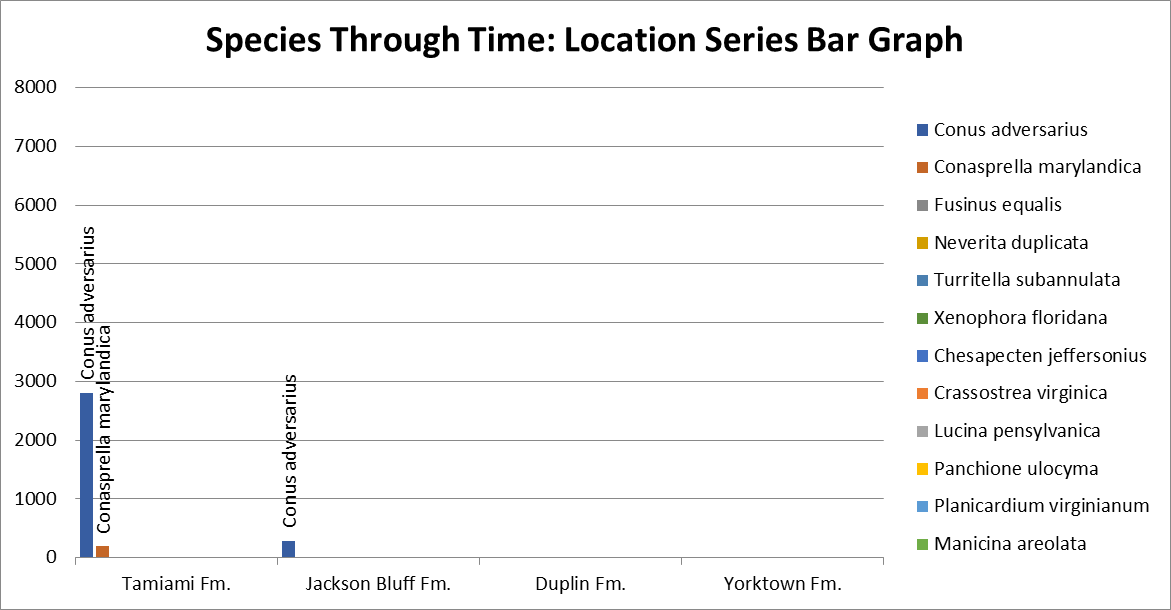 Species Through Time: Location Series Bar Graph
8000
7000
6000
5000
4000
3000
2000
1000
0
Conus adversarius
Conasprella marylandica
Conus adversarius
Tamiami Fm.
Jackson Bluff Fm.
Duplin Fm.
Yorktown Fm.
Conus adversarius
Conasprella marylandica
Fusinus equalis
Neverita duplicata
Turritella subannulata
Xenophora floridana
Chesapecten jeffersonius
Crassostrea virginica
Lucina pensylvanica
Panchione ulocyma
Planicardium virginianum
Manicina areolata